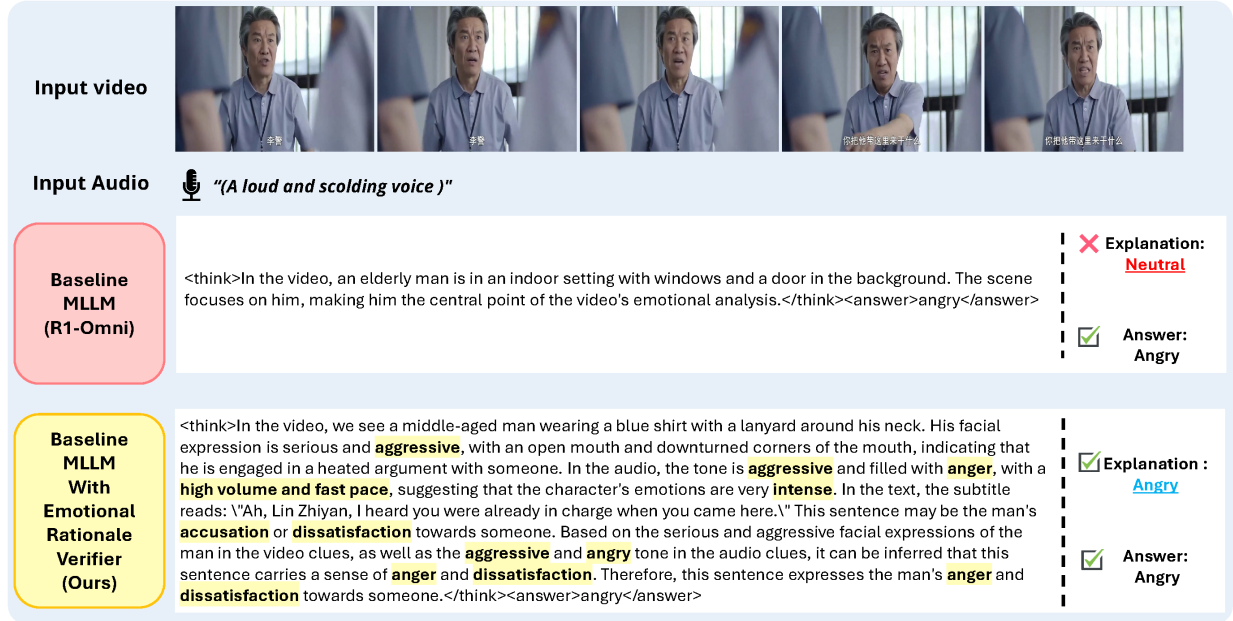 Input video
李警
李警
你把他带这里来干什么
你把他带这里来干什么
Input Audio
“(A loud and scolding voice )"
Baseline
MLLM
(R1-Omni)
<think>In the video, an elderly man is in an indoor setting with windows and a door in the background. The scene
focuses on him, making him the central point of the video's emotional analysis.</think><answer>angry</answer>
Explanation:
Neutral
Answer:
Angry
Baseline
MLLM
With
Emotional
Rationale
Verifier
(Ours)
<think>In the video, we see a middle-aged man wearing a blue shirt with a lanyard around his neck. His facial
expression is serious and aggressive, with an open mouth and downturned corners of the mouth, indicating that
he is engaged in a heated argument with someone. In the audio, the tone is aggressive and filled with anger, with a
high volume and fast pace, suggesting that the character's emotions are very intense. In the text, the subtitle
reads: \"Ah, Lin Zhiyan, I heard you were already in charge when you came here.\" This sentence may be the man's
accusation or dissatisfaction towards someone. Based on the serious and aggressive facial expressions of the
man in the video clues, as well as the aggressive and angry tone in the audio clues, it can be inferred that this
sentence carries a sense of anger and dissatisfaction. Therefore, this sentence expresses the man's anger and
dissatisfaction towards someone.</think><answer>angry</answer>
Explanation :
Angry
Answer:
Angry